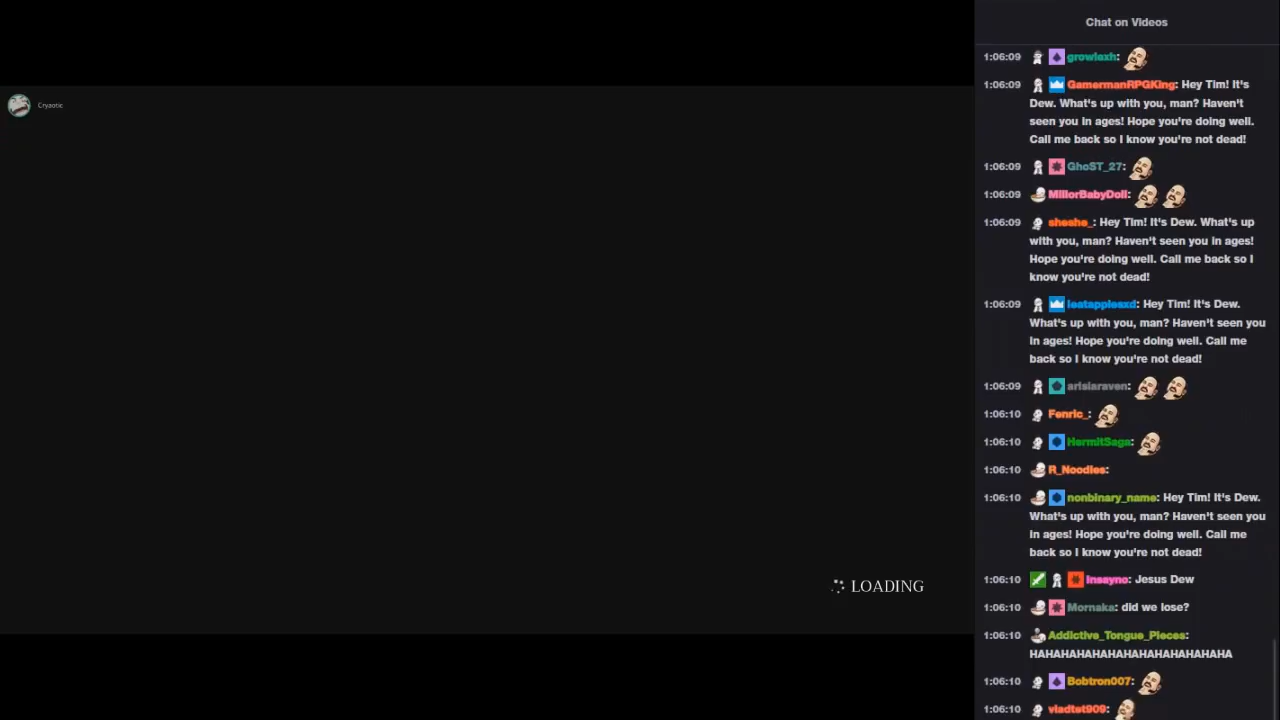 Chat on Videos
Cryaotic
1:06:09 growlexh:
1:06:09 GamermanRPGKing: Hey Tim! It's
Dew. What's up with you, man? Haven't
seen you in ages! Hope you're doing well.
Call me back so I know you're not dead!
1:06:09 GhoST_27:
1:06:09 MillorBabyDoll:
1:06:09 sheshe_: Hey Tim! It's Dew. What's up
with you, man? Haven't seen you in ages!
Hope you're doing well. Call me back so I
know you're not dead!
1:06:09 ieatapplesxd: Hey Tim! It's Dew.
What's up with you, man? Haven't seen you
in ages! Hope you're doing well. Call me
back so I know you're not dead!
1:06:09 arisiaraven:
1:06:10 Fenric_:
1:06:10 HermitSage:
1:06:10 R_Noodles:
1:06:10 nonbinary_name: Hey Tim! It's Dew.
What's up with you, man? Haven't seen you
in ages! Hope you're doing well. Call me
back so I know you're not dead!
1:06:10 Insayno: Jesus Dew
1:06:10 Mornaka: did we lose?
1:06:10 Addictive_Tongue_Pieces:
HAHAHAHAHAHAHAHAHAHAHAHAHA
1:06:10 Bobtron007:
1:06:10 vladtet909:
LOADING